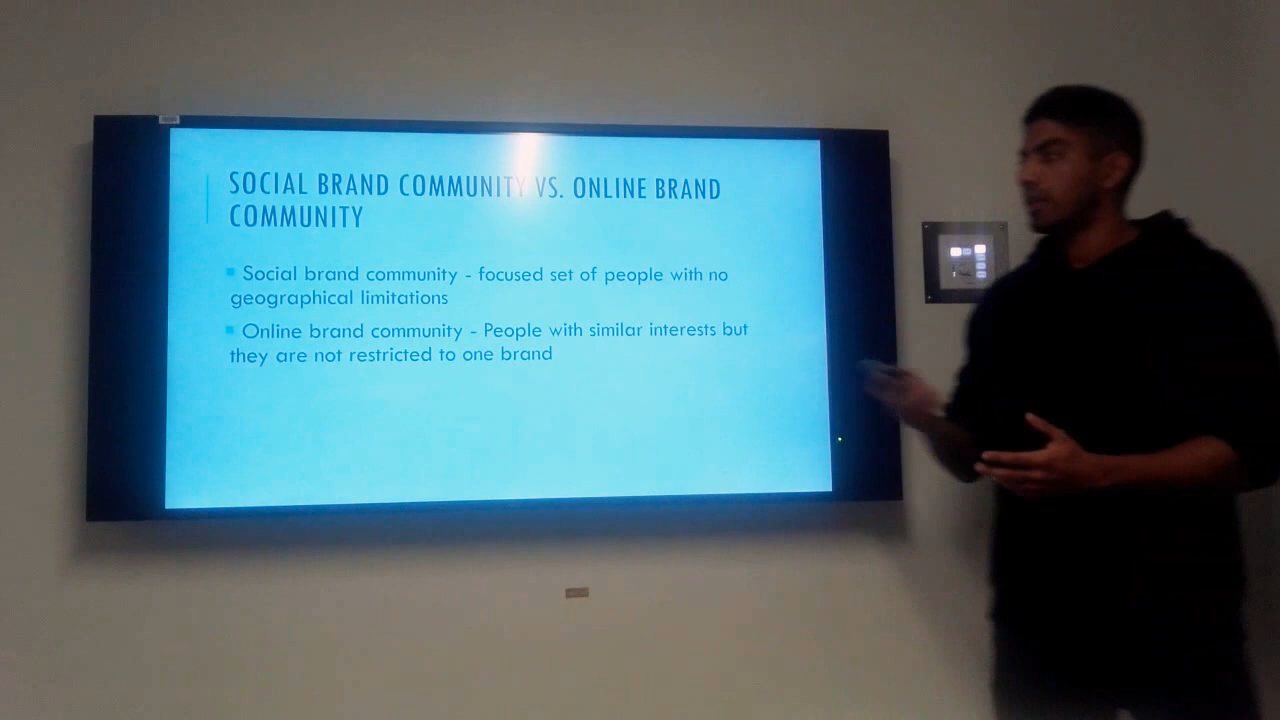 SOCIAL BRAND COMMUNITY VS. ONLINE BRAND
COMMUNITY
Social brand community - focused set of people with no
geographical limitations
Online brand community - People with similar interests but
they are not restricted to one brand